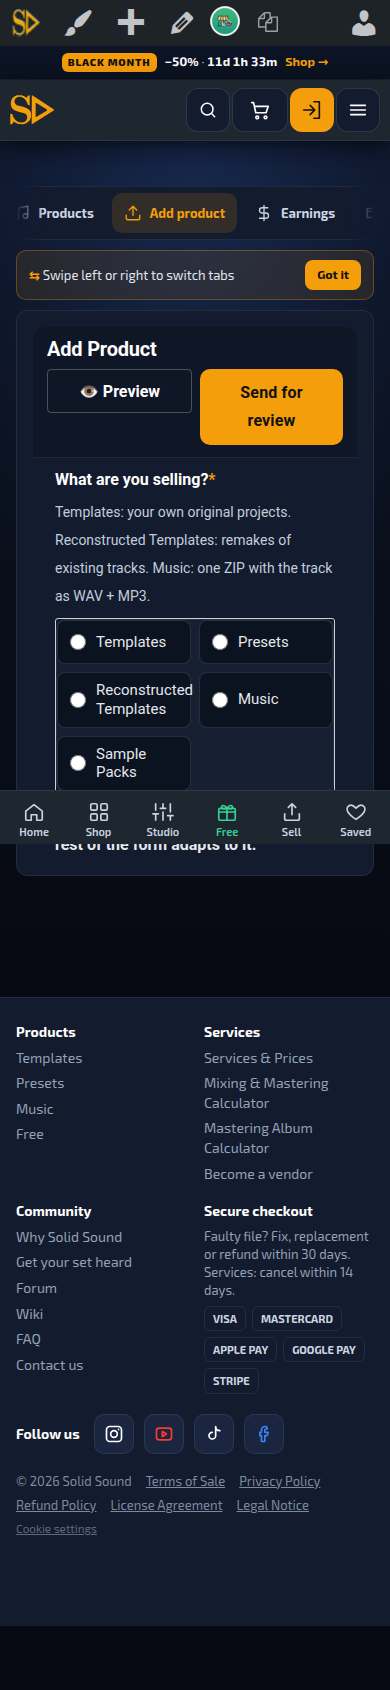 BLACK MONTH −50% · 11d 1h 33m Shop →
Products Add product Earnings
⇆ Swipe left or right to switch tabs Got it
Add Product
Preview Send for review
What are you selling?*
Templates: your own original projects.
Reconstructed Templates: remakes of
existing tracks. Music: one ZIP with the track
as WAV + MP3.
Templates Presets
Reconstructed Templates Music
Sample Packs
Home Shop Studio Free Sell Saved
rest of the form adapts to it.
Products
Templates
Presets
Music
Free
Services
Services & Prices
Mixing & Mastering
Calculator
Mastering Album
Calculator
Become a vendor
Community
Why Solid Sound
Get your set heard
Forum
Wiki
FAQ
Contact us
Secure checkout
Faulty file? Fix, replacement
or refund within 30 days.
Services: cancel within 14
days.
VISA MASTERCARD
APPLE PAY GOOGLE PAY
STRIPE
Follow us
© 2026 Solid Sound Terms of Sale Privacy Policy
Refund Policy License Agreement Legal Notice
Cookie settings